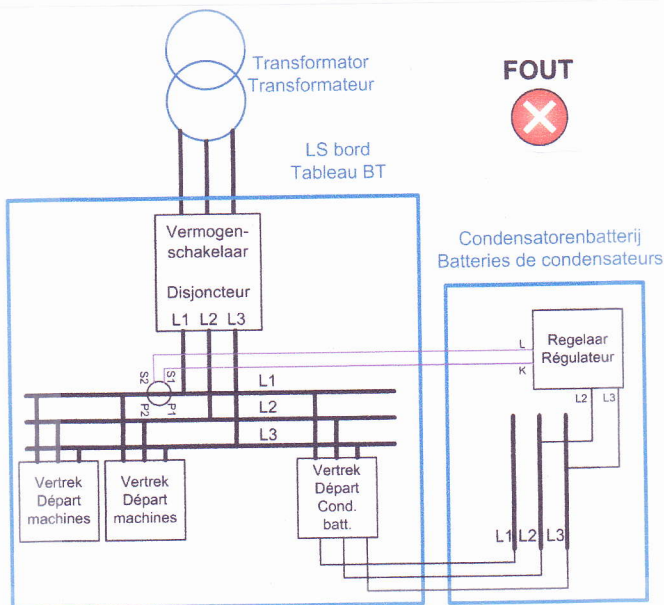 Transformator
Transformateur
FOUT
LS bord
Tableau BT
Vermogen-
schakelaar
Disjoncteur
L1 L2 L3
Condensatorenbatterij
Batteries de condensateurs
Regelaar
Régulateur
L
K
L2 L3
S2 S1
P2 P1
L1
L2
L3
Vertrek
Départ
machines
Vertrek
Départ
machines
Vertrek
Départ
Cond.
batt.
L1 L2 L3